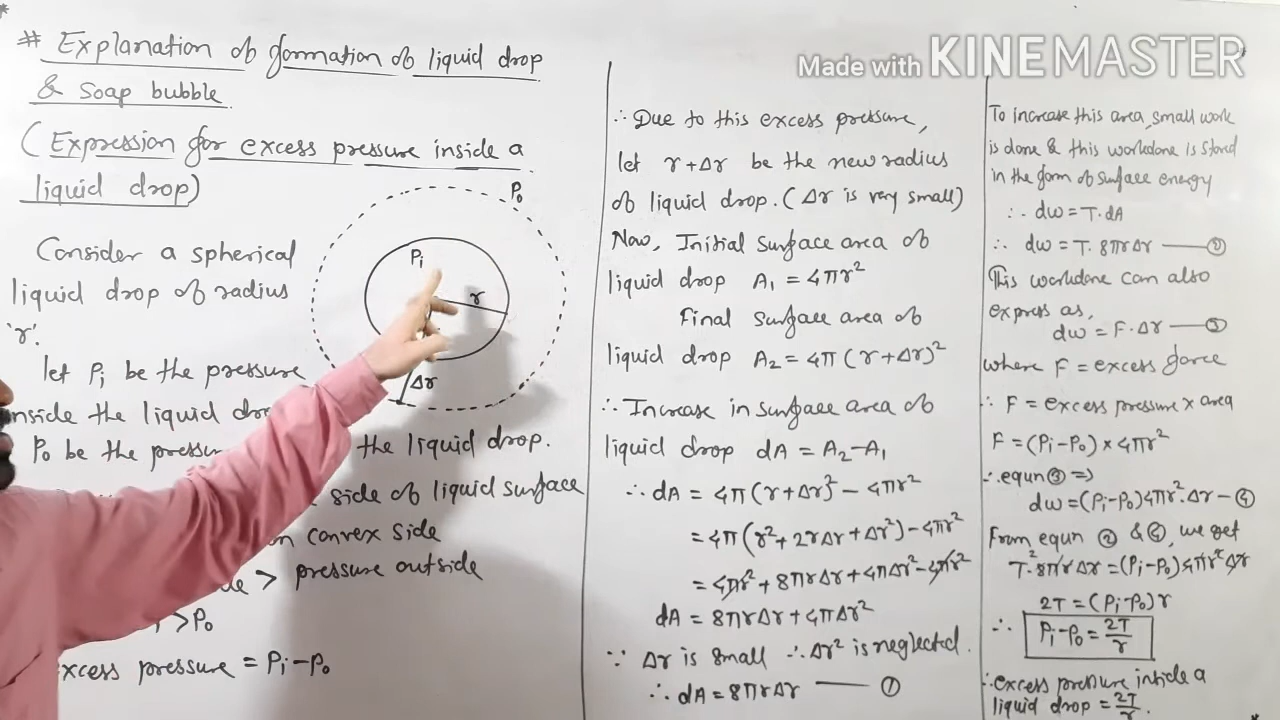 # Explanation of formation of liquid drop
& Soap bubble.
(Expression for excess pressure inside a
liquid drop)
Consider a spherical
liquid drop of radius
'r'.
let Pi be the pressure
inside the liquid
P₀ be the the liquid drop.
side of liquid surface
convex side
> pressure outside
> P₀
excess pressure = Pi - P₀
P₀
Pi
r
Δr
Made with KINEMASTER
∴ Due to this excess pressure,
let r + Δr be the new radius
of liquid drop. (Δr is very small)
Now, Initial surface area of
liquid drop A₁ = 4πr²
Final surface area of
liquid drop A₂ = 4π(r+Δr)²
∴ Increase in surface area of
liquid drop dA = A₂ - A₁
∴ dA = 4π(r+Δr)² - 4πr²
= 4π(r²+2rΔr+Δr²) - 4πr²
= 4πr² + 8πrΔr + 4πΔr² - 4πr²
dA = 8πrΔr + 4πΔr²
∵ Δr is small ∴ Δr² is neglected.
∴ dA = 8πrΔr — ①
To increase this area, small work
is done & this workdone is stored
in the form of surface energy
∴ dw = T·dA
∴ dw = T·8πrΔr — ②
This workdone can also
express as,
dw = F·Δr — ③
where F = excess force
∴ F = excess pressure x area
F = (Pi-P₀) × 4πr²
∴ equn ③ =>
dw = (Pi-P₀)4πr²·Δr — ④
From equn ② & ④, we get
T·8πrΔr = (Pi-P₀)4πr²Δr
2
2T = (Pi-P₀)r
∴ Pi-P₀ = 2T/r
∴ excess pressure inside a
liquid drop = 2T/r.